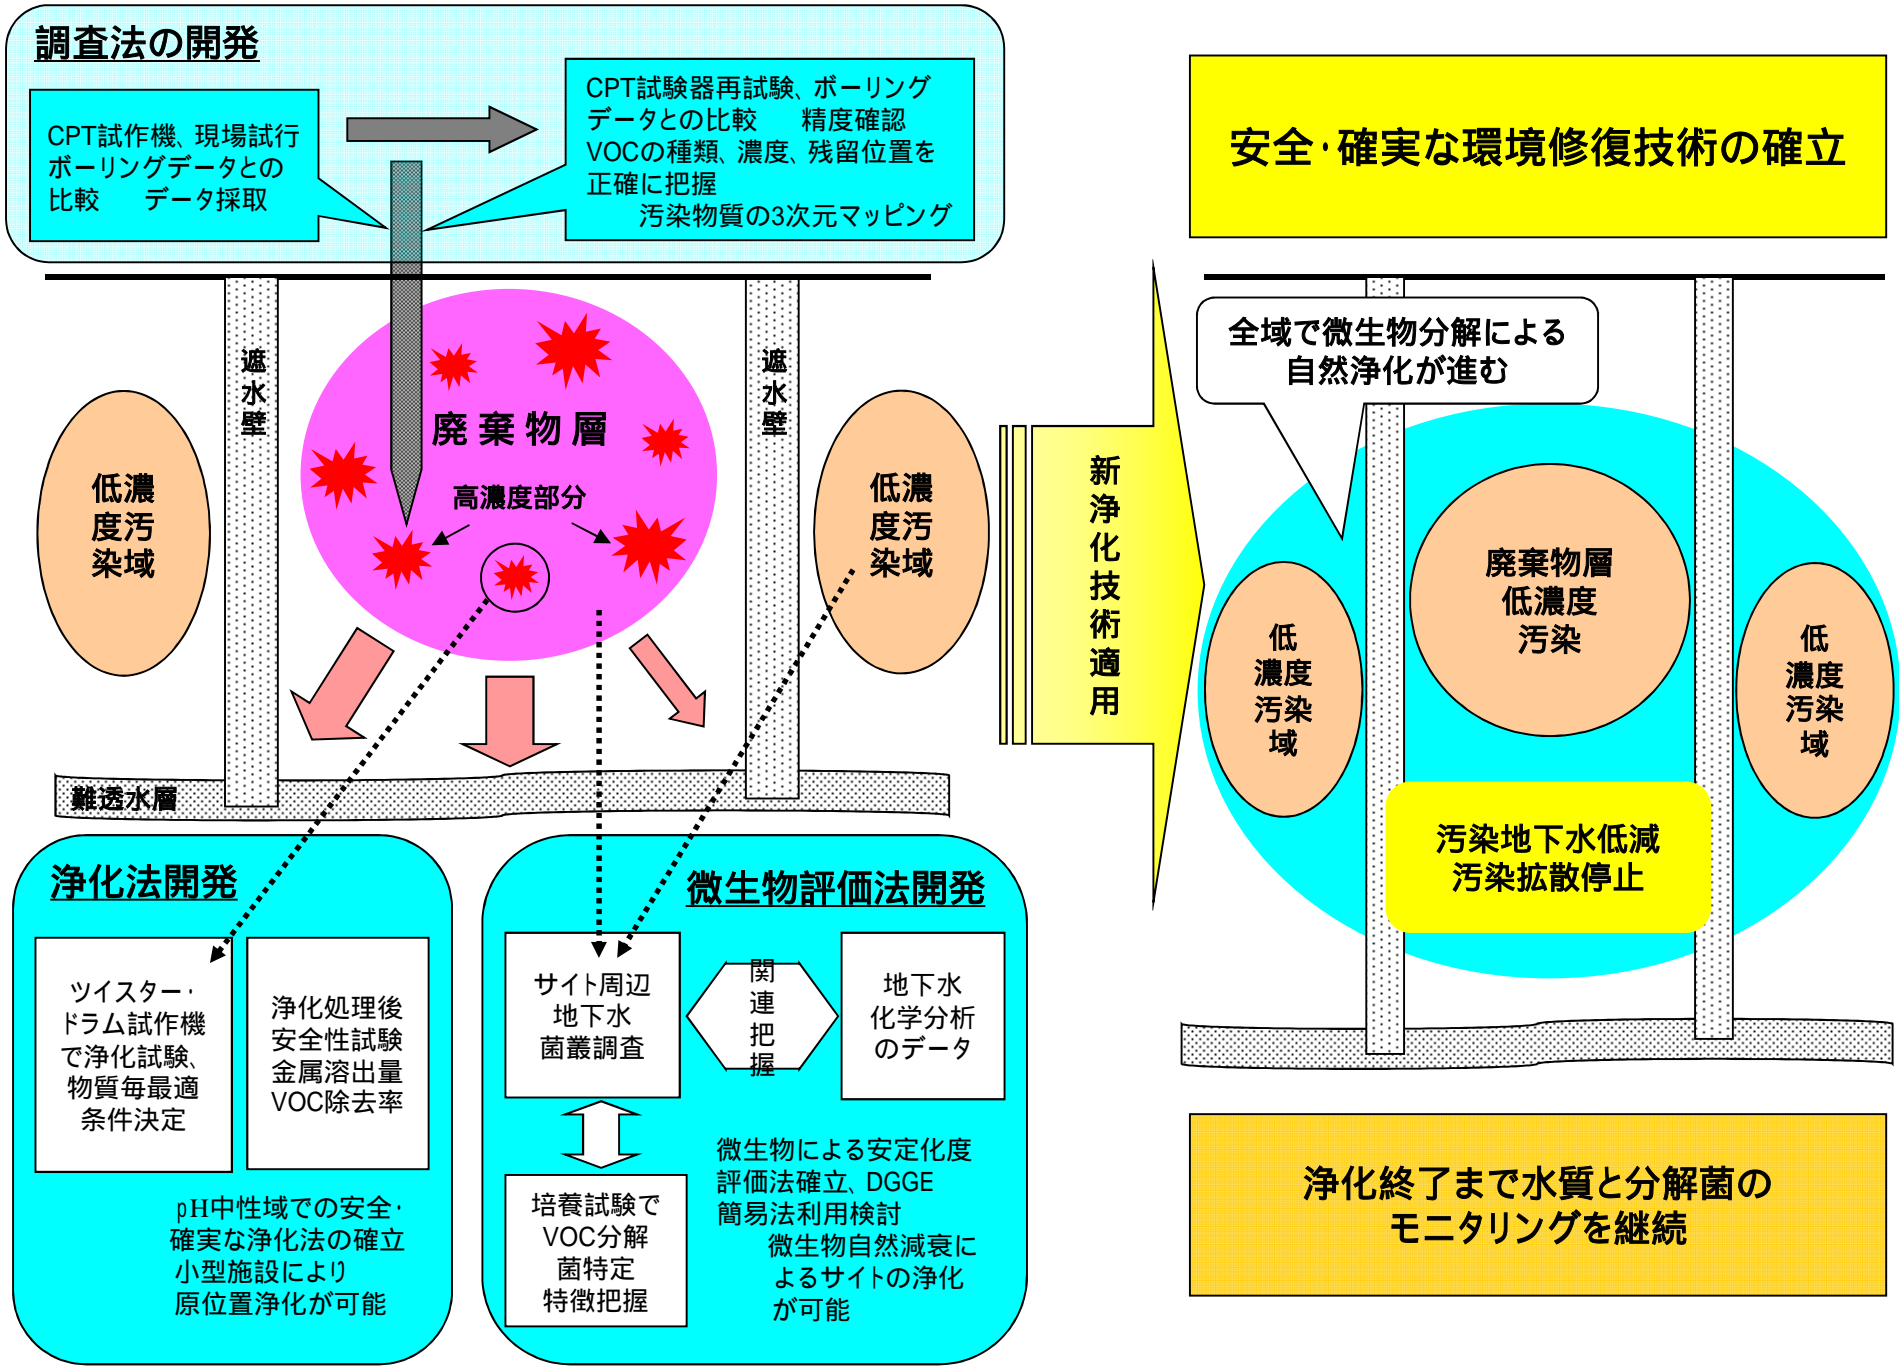 調査法の開発
CPT試作機、現場試行
ボーリングデータとの
比較　データ採取
CPT試験器再試験、ボーリング
データとの比較　精度確認
VOCの種類、濃度、残留位置を
正確に把握
汚染物質の3次元マッピング
遮水壁
遮水壁
廃棄物層
高濃度部分
低濃
度汚
染域
低濃
度汚
染域
難透水層
浄化法開発
ツイスター・
ドラム試作機
で浄化試験、
物質毎最適
条件決定
浄化処理後
安全性試験
金属溶出量
VOC除去率
pH中性域での安全・
確実な浄化法の確立
小型施設により
原位置浄化が可能
微生物評価法開発
サイト周辺
地下水
菌叢調査
関連把握
地下水
化学分析
のデータ
培養試験で
VOC分解
菌特定
特徴把握
微生物による安定化度
評価法確立、DGGE
簡易法利用検討
微生物自然減衰に
よるサイトの浄化
が可能
新浄化技術適用
安全・確実な環境修復技術の確立
全域で微生物分解による
自然浄化が進む
廃棄物層
低濃度
汚染
低
濃度
汚染
域
低
濃度
汚染
域
汚染地下水低減
汚染拡散停止
浄化終了まで水質と分解菌の
モニタリングを継続